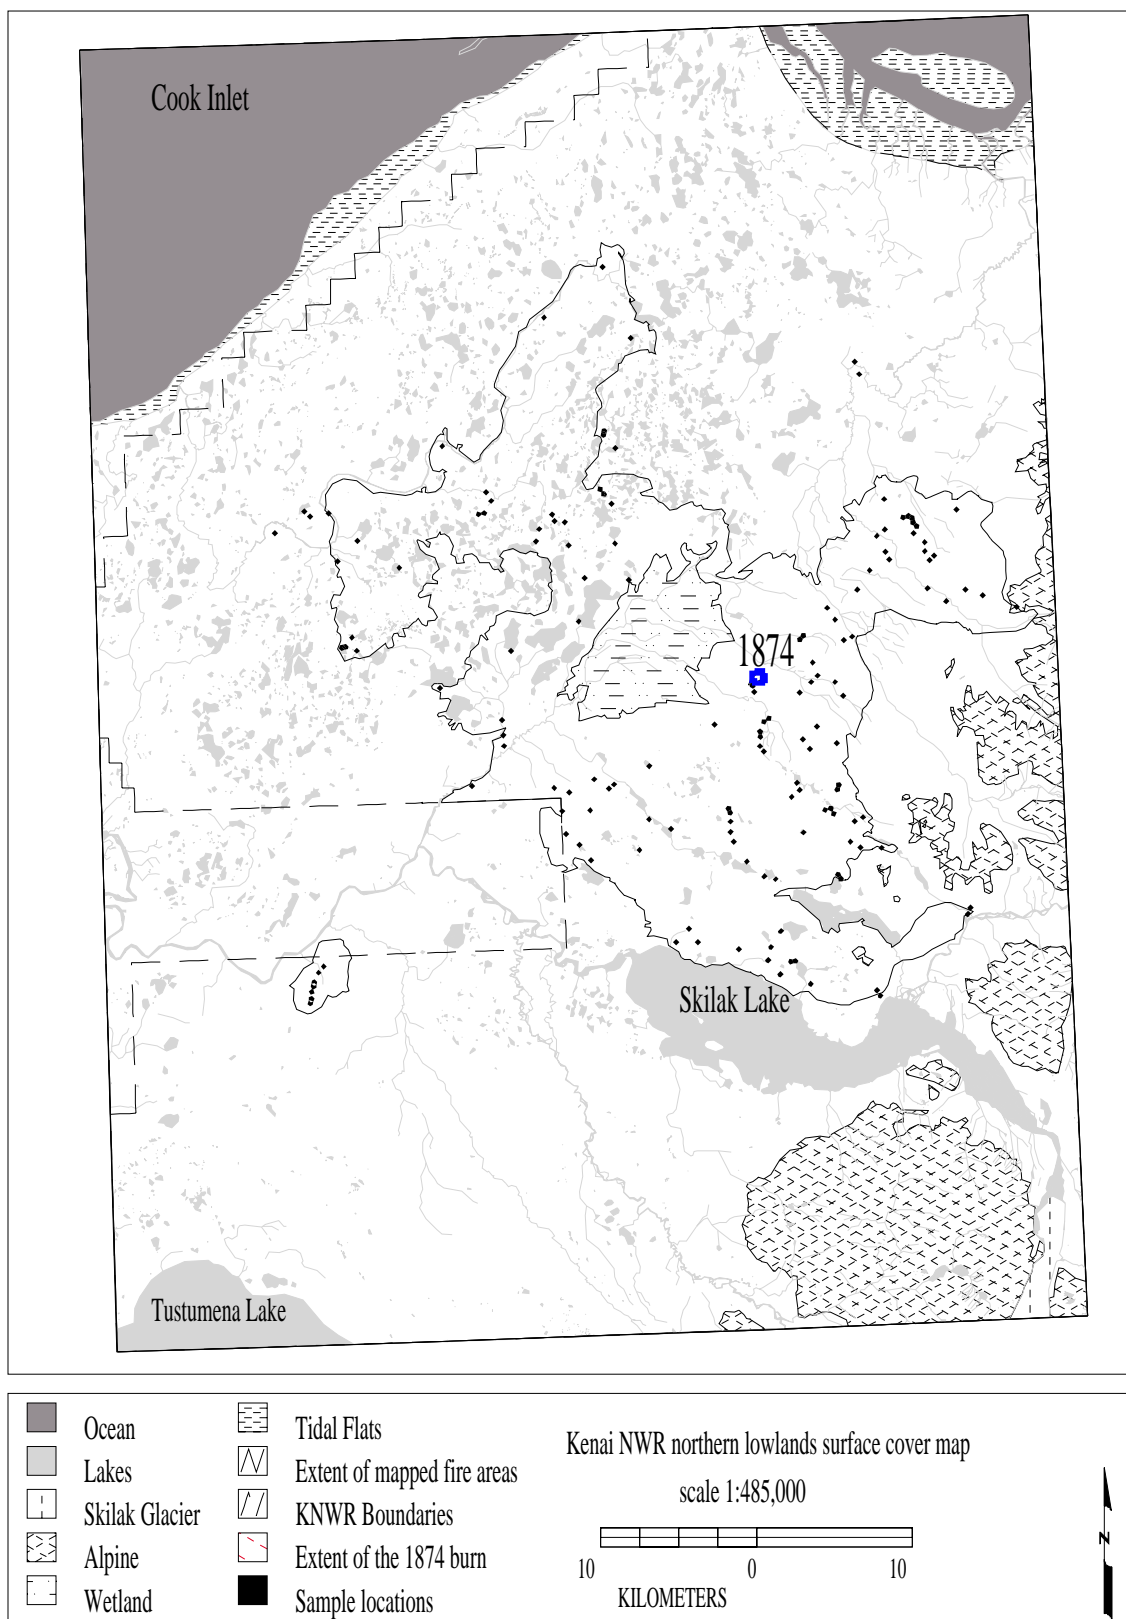 Cook Inlet
1874
Skilak Lake
Tustumena Lake
Ocean
Lakes
Skilak Glacier
Alpine
Wetland
Tidal Flats
Extent of mapped fire areas
KNWR Boundaries
Extent of the 1874 burn
Sample locations
Kenai NWR northern lowlands surface cover map
scale 1:485,000
10 0 10
KILOMETERS
N